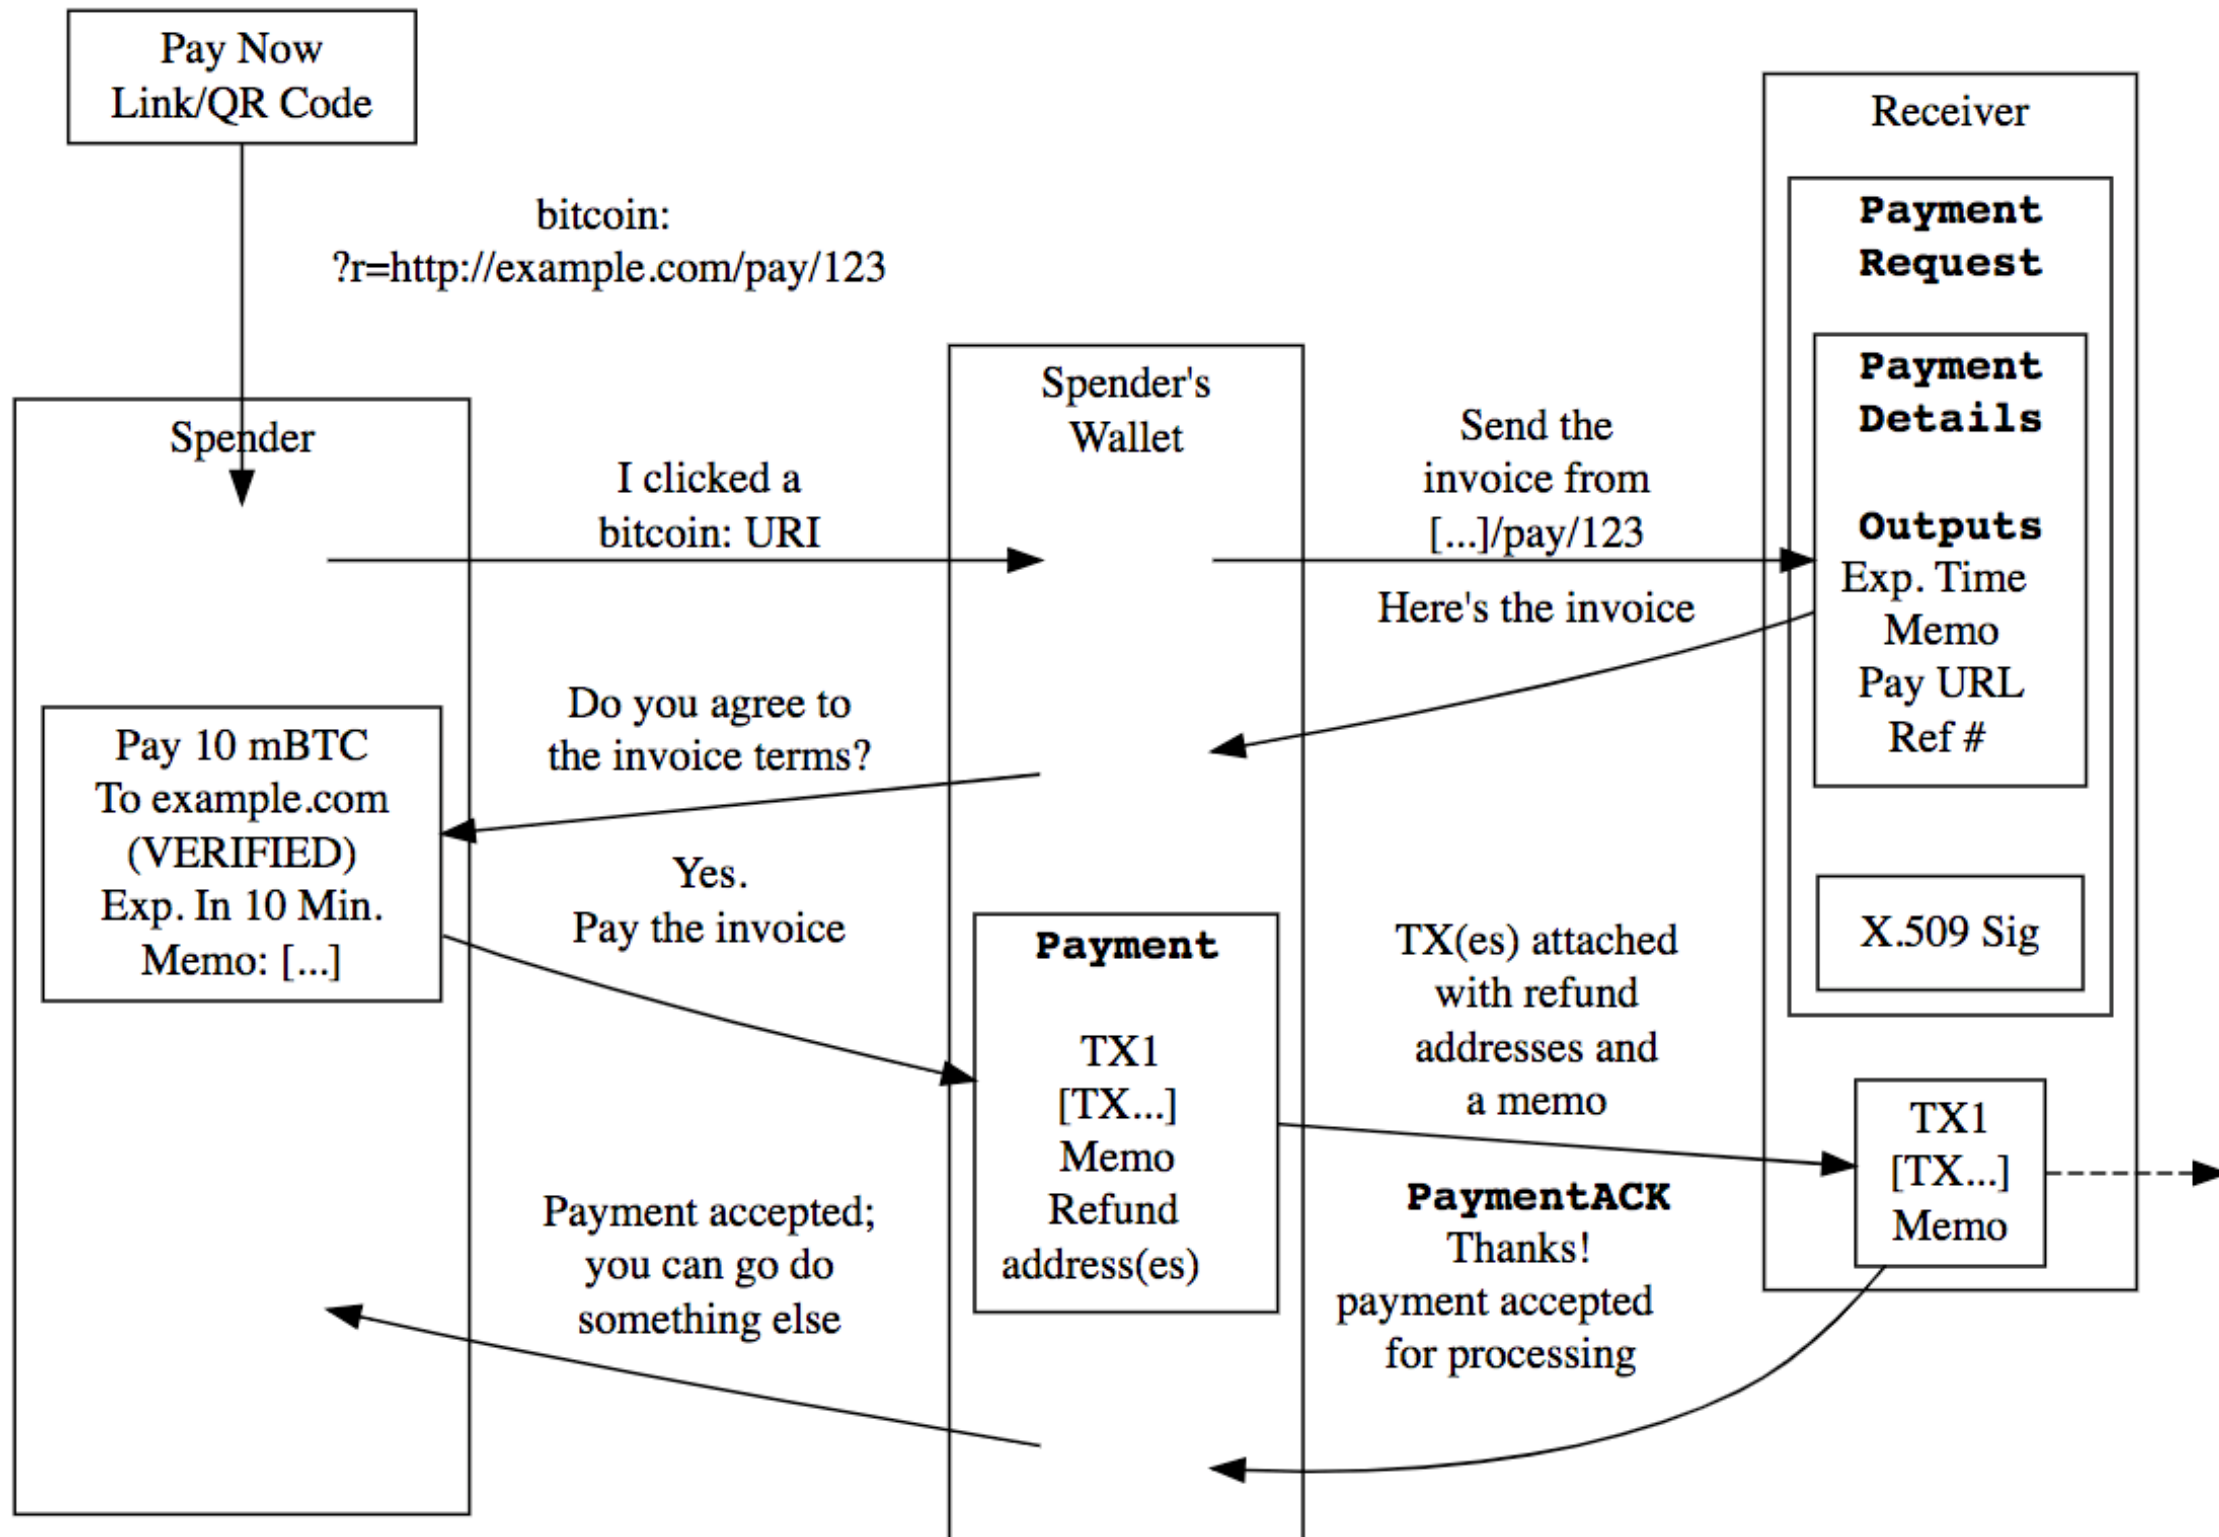 Pay Now
Link/QR Code
bitcoin:
?r=http://example.com/pay/123
Spender
I clicked a
bitcoin: URI
Spender's
Wallet
Send the
invoice from
[...]/pay/123
Here's the invoice
Receiver
Payment
Request
Payment
Details
Outputs
Exp. Time
Memo
Pay URL
Ref #
X.509 Sig
Do you agree to
the invoice terms?
Pay 10 mBTC
To example.com
(VERIFIED)
Exp. In 10 Min.
Memo: [...]
Yes.
Pay the invoice
Payment
TX1
[TX...]
Memo
Refund
address(es)
TX(es) attached
with refund
addresses and
a memo
TX1
[TX...]
Memo
PaymentACK
Thanks!
payment accepted
for processing
Payment accepted;
you can go do
something else